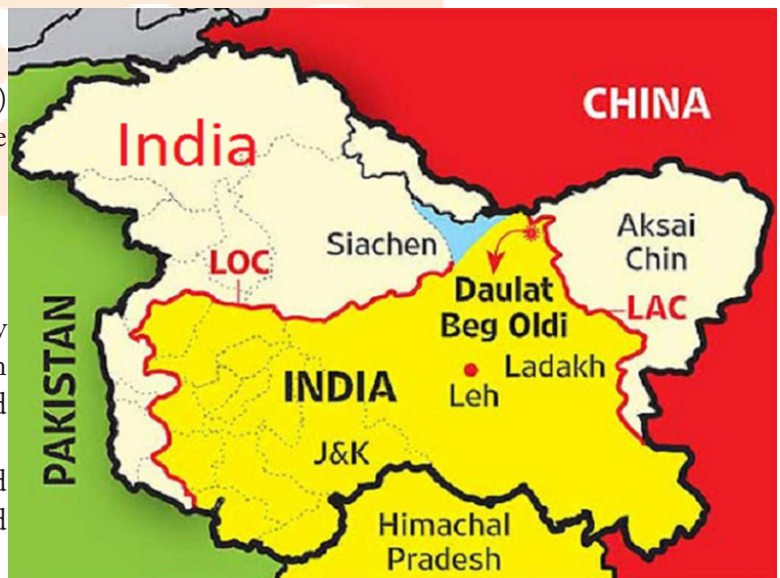 )
e
India
CHINA
Siachen
Aksai
Chin
LOC
LAC
Daulat
Beg Oldi
Ladakh
Leh
INDIA
J&K
PAKISTAN
Himachal
Pradesh
y
n
d
d
d